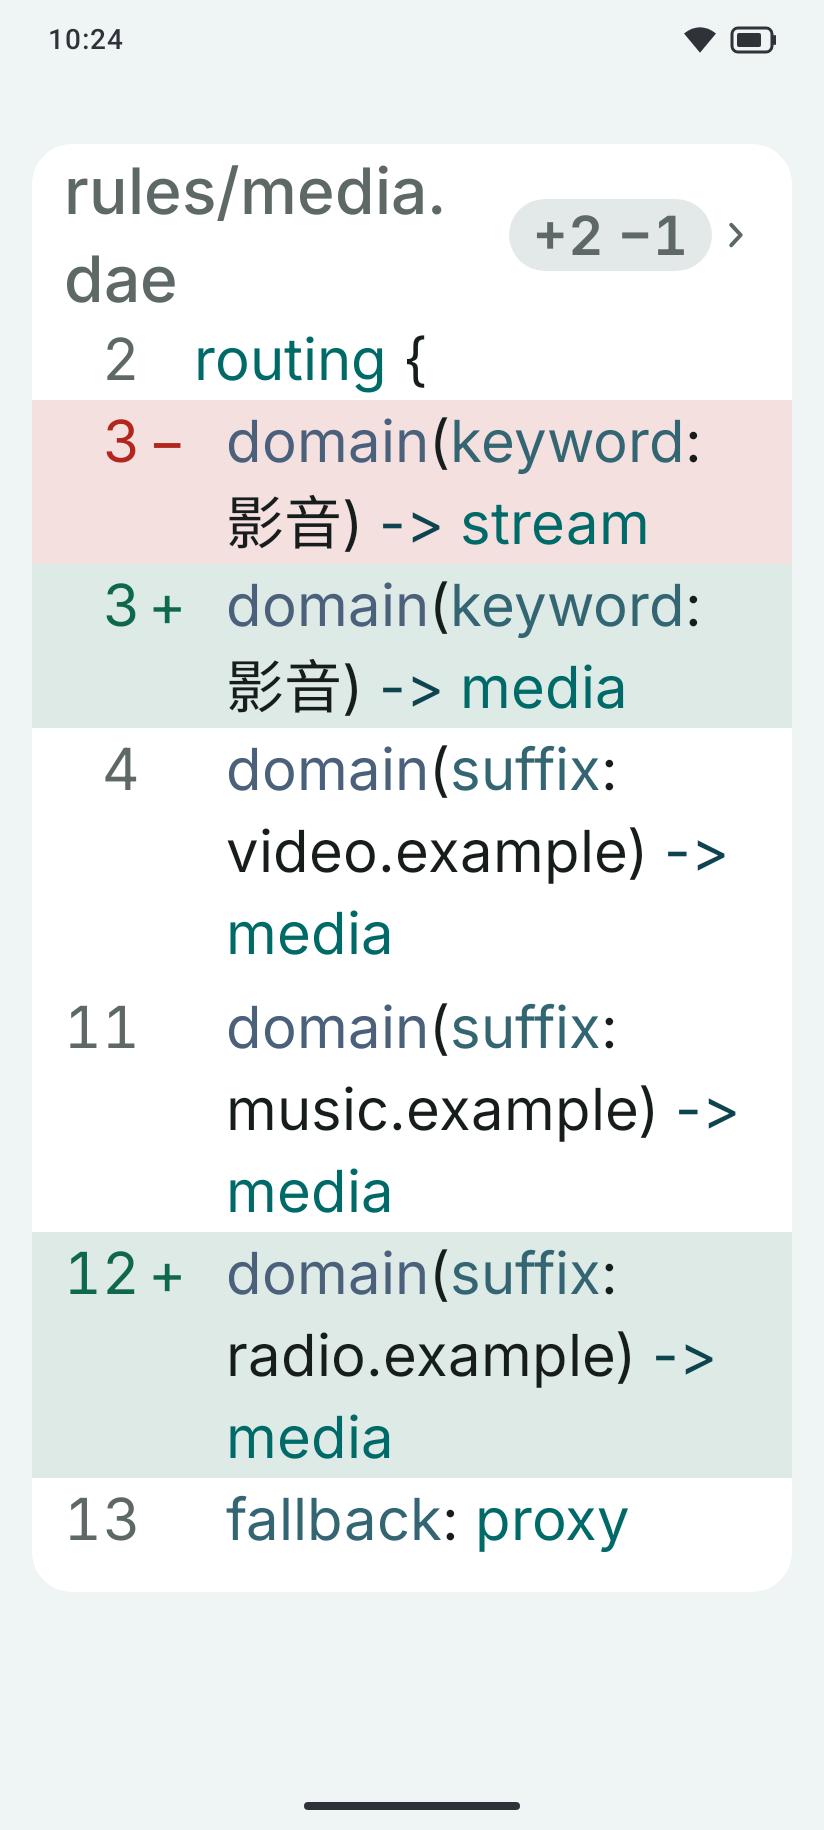 10:24
rules/media.
dae
+2 −1
2 routing {
3 − domain(keyword:
影音) -> stream
3 + domain(keyword:
影音) -> media
4 domain(suffix:
video.example) ->
media
11 domain(suffix:
music.example) ->
media
12 + domain(suffix:
radio.example) ->
media
13 fallback: proxy